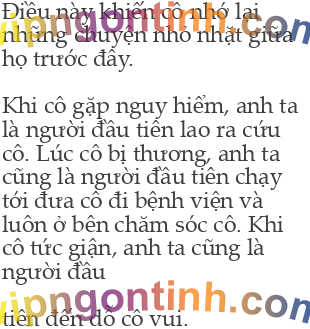 Điều này khiến cô nhớ lại
những chuyện nhỏ nhặt giữa
họ trước đây.
Khi cô gặp nguy hiểm, anh ta
là người đầu tiên lao ra cứu
cô. Lúc cô bị thương, anh ta
cũng là người đầu tiên chạy
tới đưa cô đi bệnh viện và
luôn ở bên chăm sóc cô. Khi
cô tức giận, anh ta cũng là
người đầu
vipngontinh.com
tiên đến dỗ cô vui.